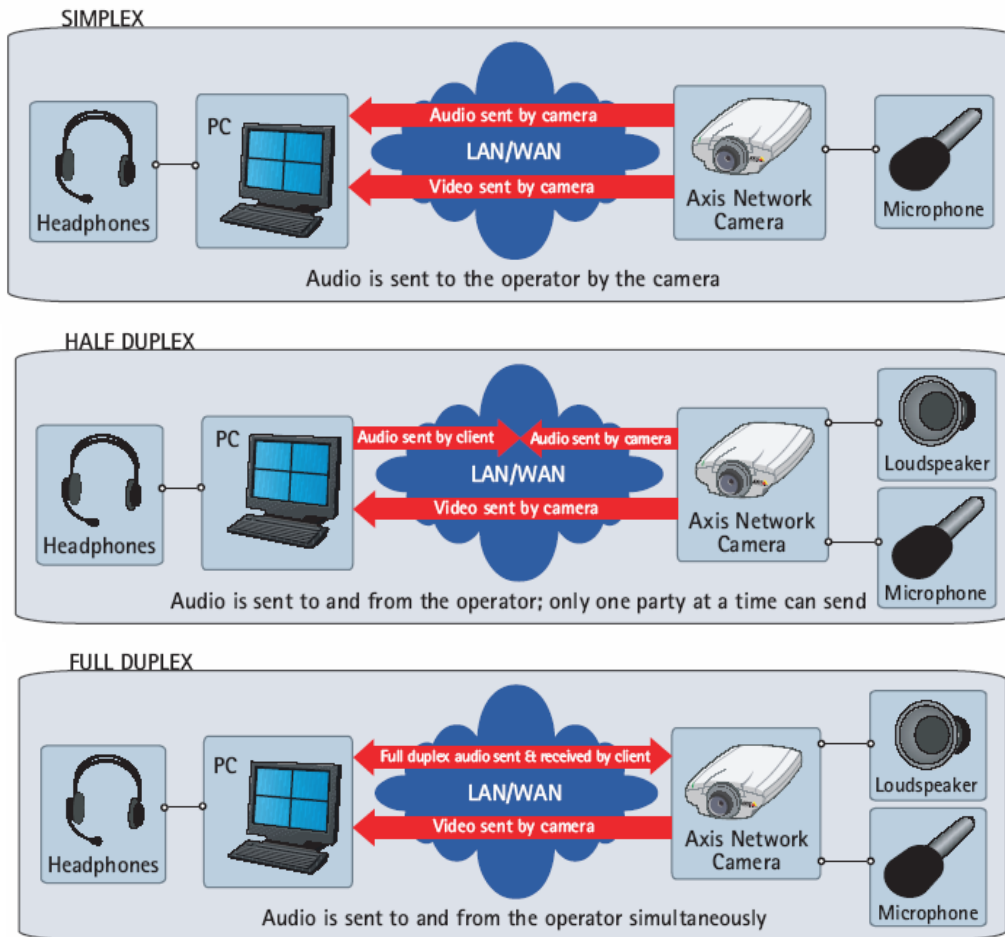 SIMPLEX
PC
Audio sent by camera
LAN/WAN
Video sent by camera
Headphones
Axis Network
Camera
Microphone
Audio is sent to the operator by the camera
HALF DUPLEX
PC
Audio sent by client
Audio sent by camera
LAN/WAN
Video sent by camera
Headphones
Axis Network
Camera
Loudspeaker
Microphone
Audio is sent to and from the operator; only one party at a time can send
FULL DUPLEX
PC
Full duplex audio sent & received by client
LAN/WAN
Video sent by camera
Headphones
Axis Network
Camera
Loudspeaker
Microphone
Audio is sent to and from the operator simultaneously